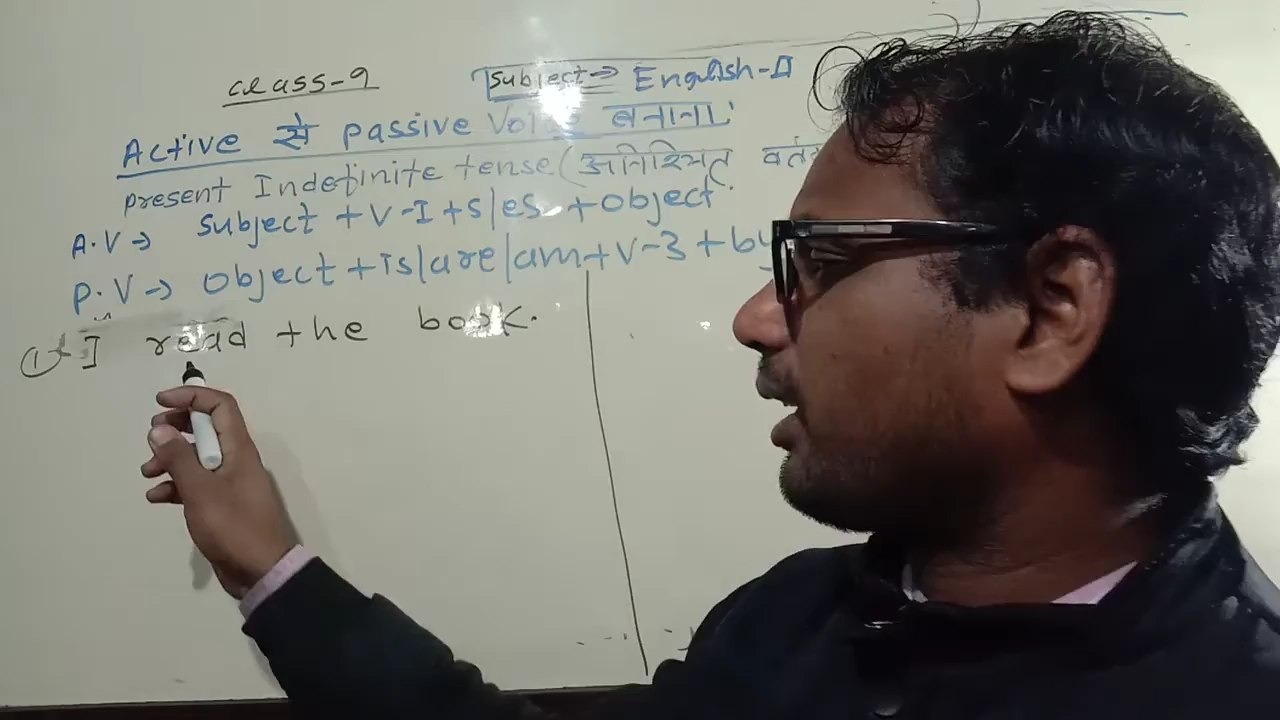 class-9 subject→ English-II
Active से passive Voice बनाना:
present Indefinite tense (अनिश्चित
A.V→ subject + V-I + s/es + object.
P.V→ object + is/are/am + V-3 + by
① I read the book.